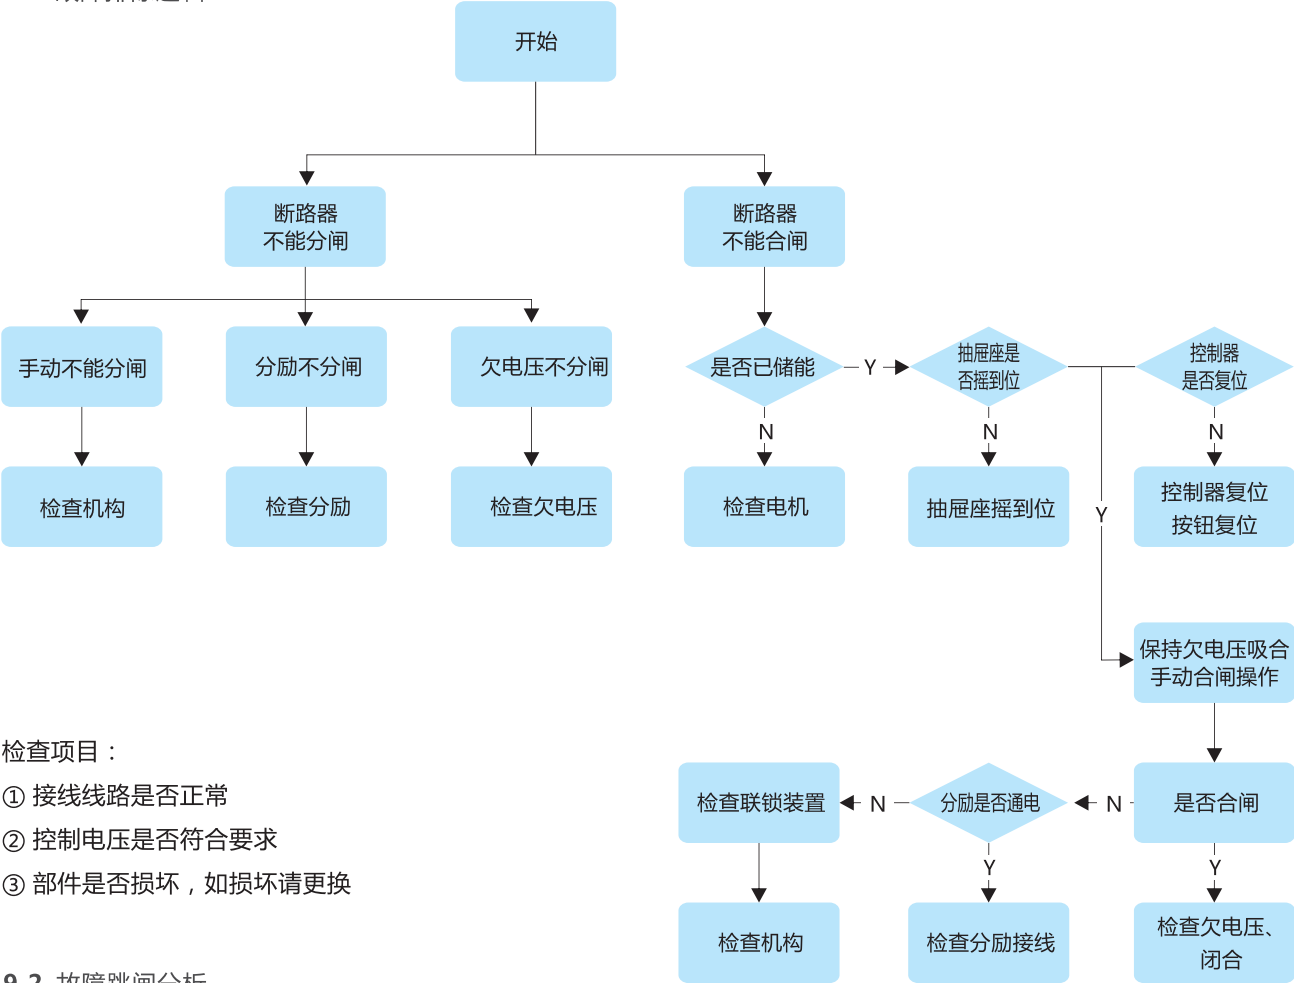 开始
断路器
不能分闸
断路器
不能合闸
手动不能分闸
分励不分闸
欠电压不分闸
是否已储能
Y
抽屉座是
否摇到位
控制器
是否复位
N
N
N
检查机构
检查分励
检查欠电压
检查电机
抽屉座摇到位
控制器复位
按钮复位
Y
保持欠电压吸合
手动合闸操作
检查项目：
① 接线线路是否正常
② 控制电压是否符合要求
③ 部件是否损坏，如损坏请更换
检查联锁装置
N
分励是否通电
N
是否合闸
Y
Y
检查机构
检查分励接线
检查欠电压、
闭合
9.2 故障跳闸分析